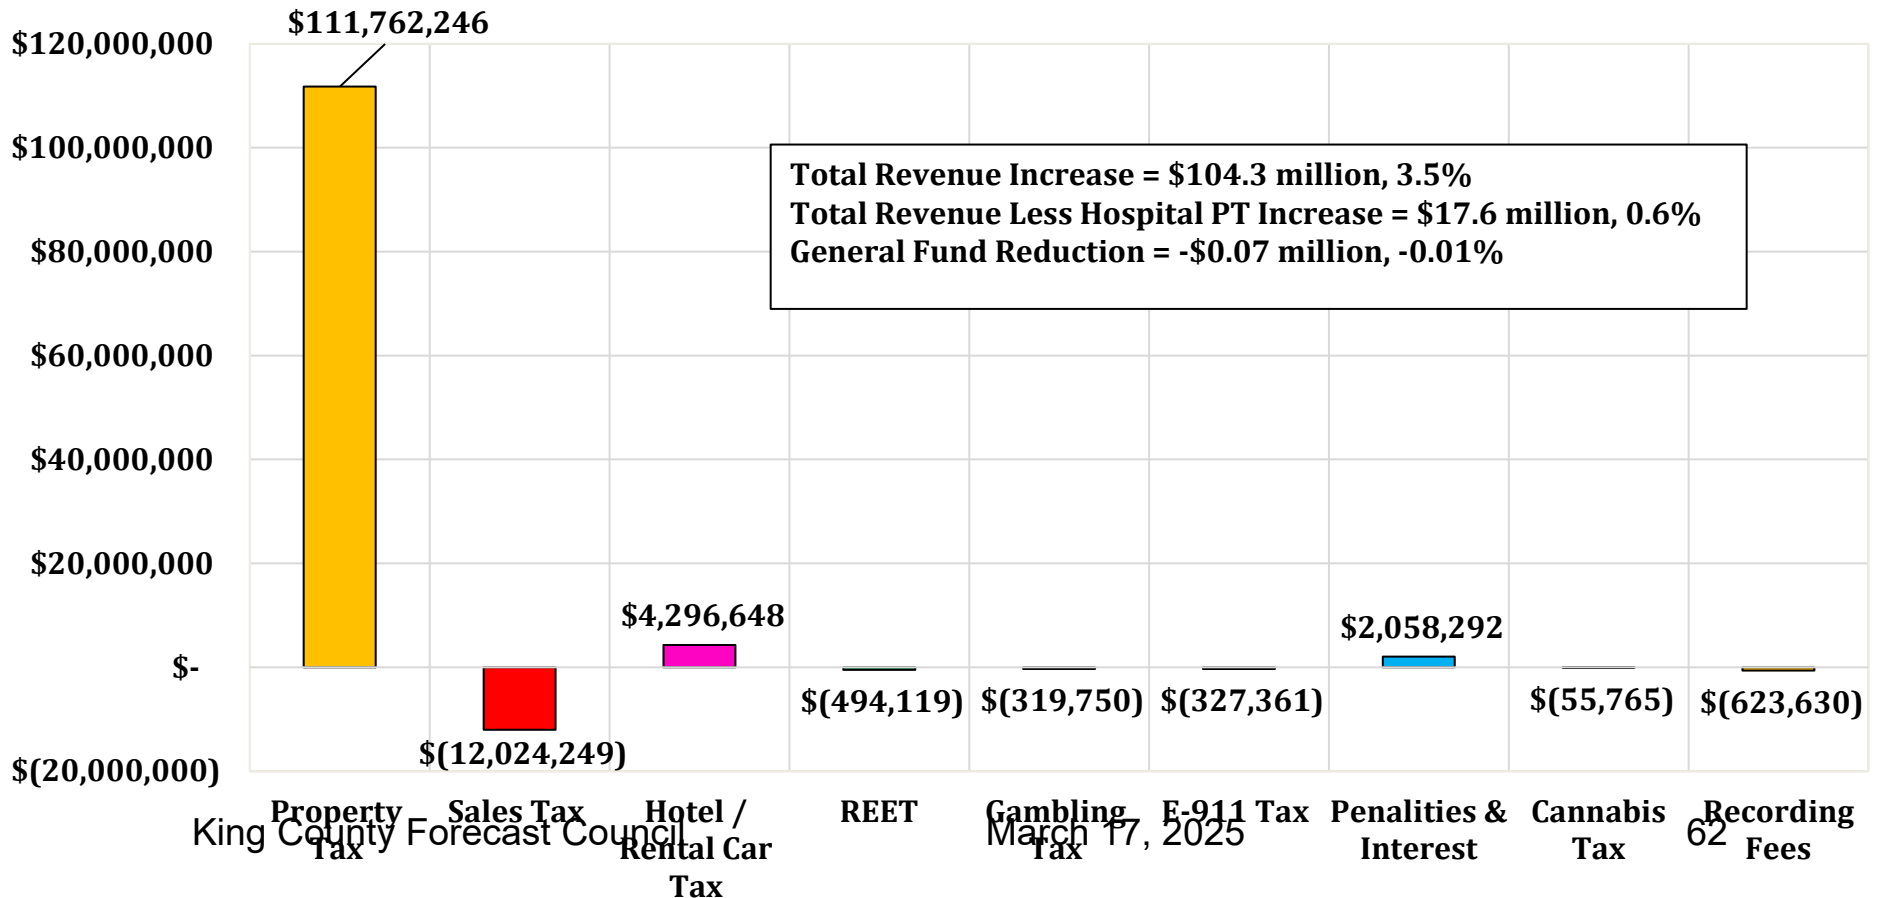 $111,762,246
$120,000,000
$100,000,000
$80,000,000
$60,000,000
$40,000,000
$20,000,000
$-
$(20,000,000)
Total Revenue Increase = $104.3 million, 3.5%
Total Revenue Less Hospital PT Increase = $17.6 million, 0.6%
General Fund Reduction = -$0.07 million, -0.01%
$(12,024,249)
$4,296,648
$(494,119)
$(319,750)
$(327,361)
$2,058,292
$(55,765)
$(623,630)
Property
Tax
Sales Tax
Hotel /
Rental Car
Tax
REET
Gambling
Tax
E-911 Tax
Penalities &
Interest
Cannabis
Tax
Recording
Fees
King County Forecast Council
March 17, 2025
62